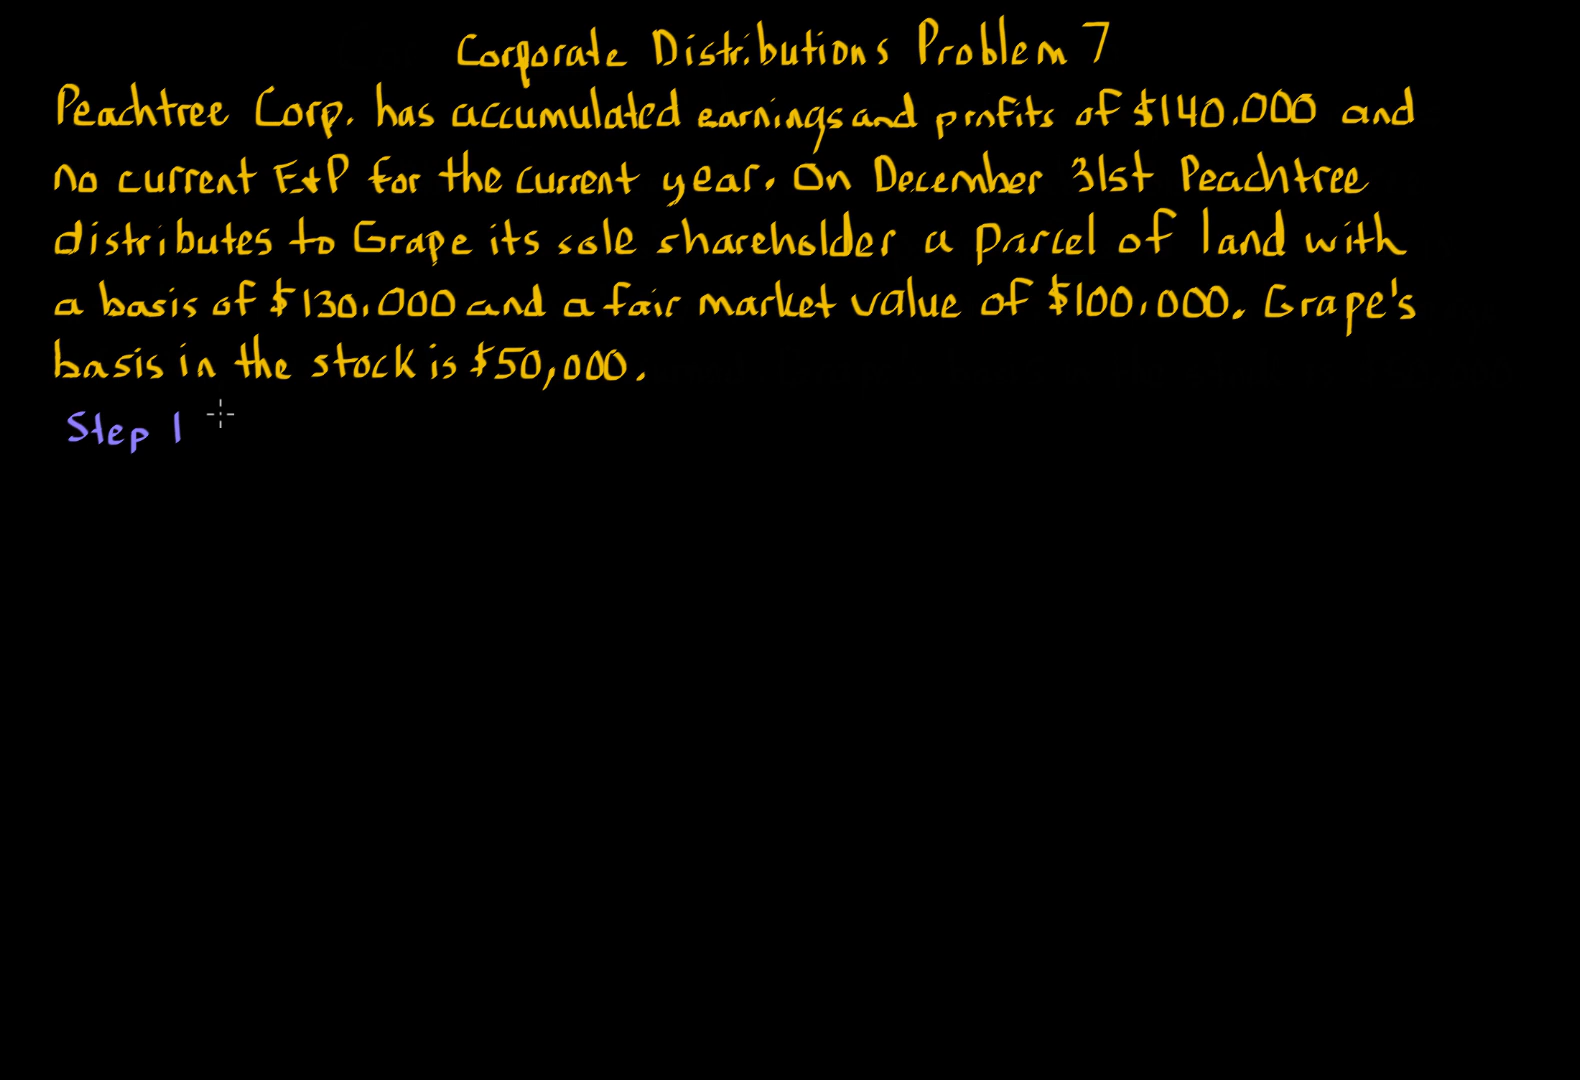 Corporate Distributions Problem 7
Peachtree Corp. has accumulated earnings and profits of $140,000 and
no current E+P for the current year. On December 31st Peachtree
distributes to Grape its sole shareholder a parcel of land with
a basis of $130,000 and a fair market value of $100,000. Grape's
basis in the stock is $50,000.
Step 1